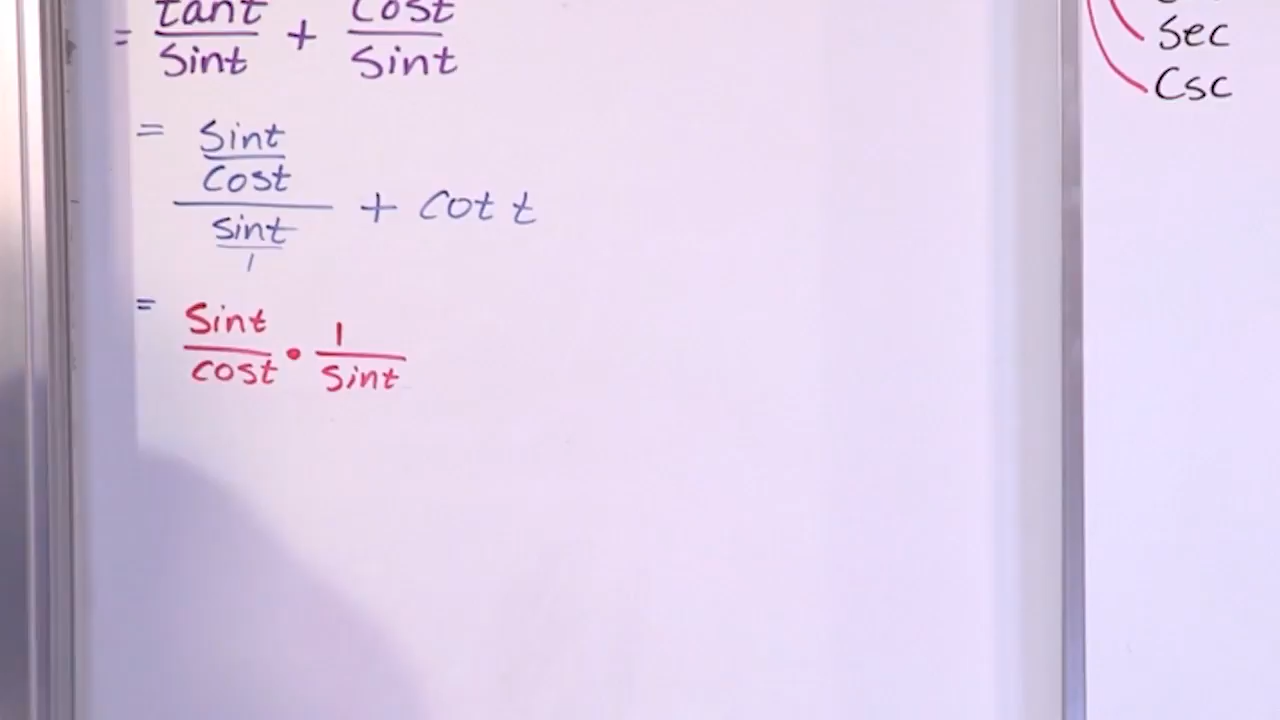 = tant/sint + cost/sint
= (sint/cost)/(sint/1) + cot t
= sint/cost • 1/sint
Sec
Csc